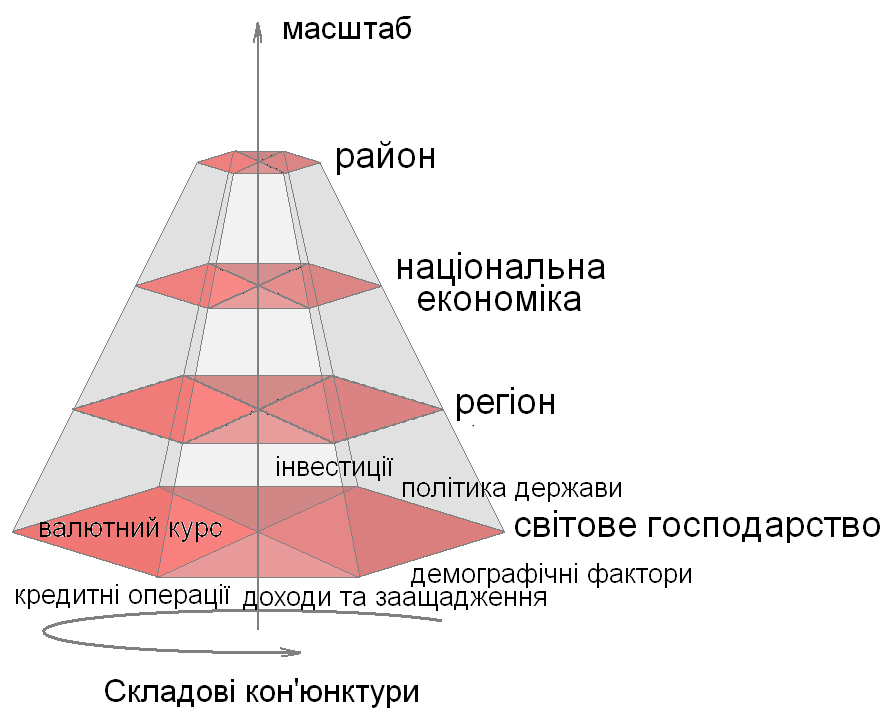 масштаб
район
національна
економіка
регіон
інвестиції
політика держави
валютний курс
світове господарство
демографічні фактори
кредитні операції
доходи та заащадження
Складові кон'юнктури